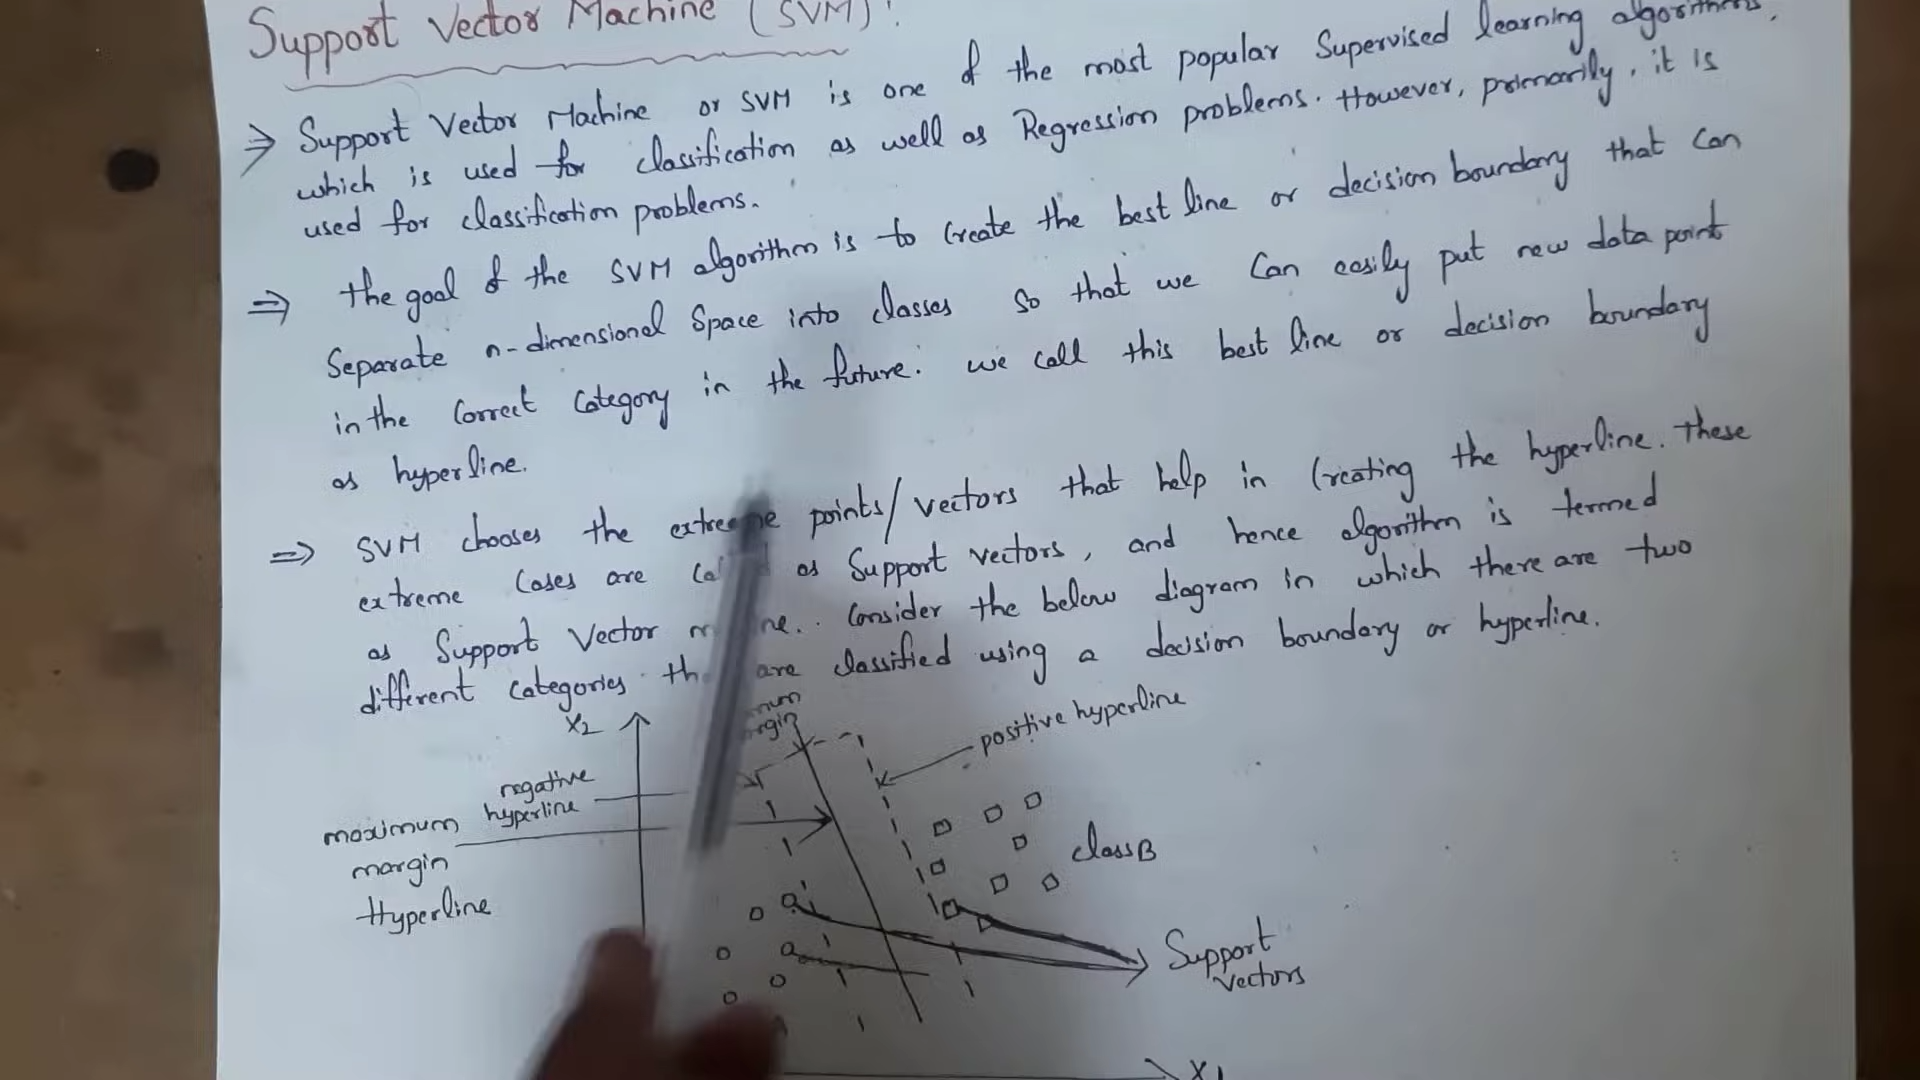 Support Vector Machine (SVM):
⇒ Support Vector Machine or SVM is one of the most popular Supervised learning algorithms,
which is used for classification as well as Regression problems. However, primarily, it is
used for classification problems.
⇒ the goal of the SVM algorithm is to Create the best line or decision boundary that can
Separate n-dimensional Space into classes so that we can easily put new data point
in the Correct Category in the future. we call this best line or decision boundary
as hyperline.
⇒ SVM chooses the extreme points/vectors that help in Creating the hyperline. These
extreme Cases are as Support vectors, and hence algorithm is termed
as Support Vector Consider the below diagram in which there are two
different Categories are classified using a decision boundary or hyperline.
X2
positive hyperline
negative
hyperline
maximum
margin
Hyperline
class B
Support
vectors
X1